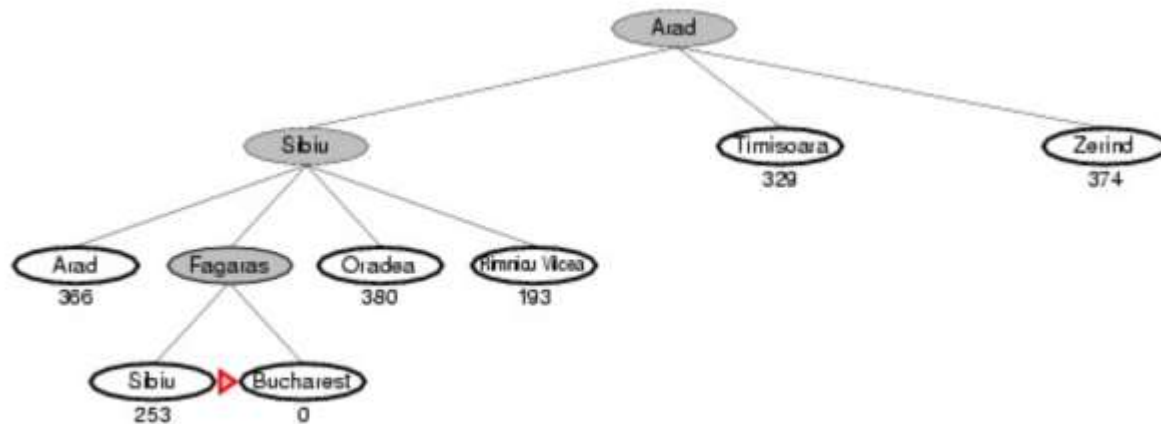 Arad
Sibiu
Timisoara
Zerind
329
374
Arad
Fagaras
Oradea
Rimnicu Vilcea
366
380
193
Sibiu
Bucharest
253
0